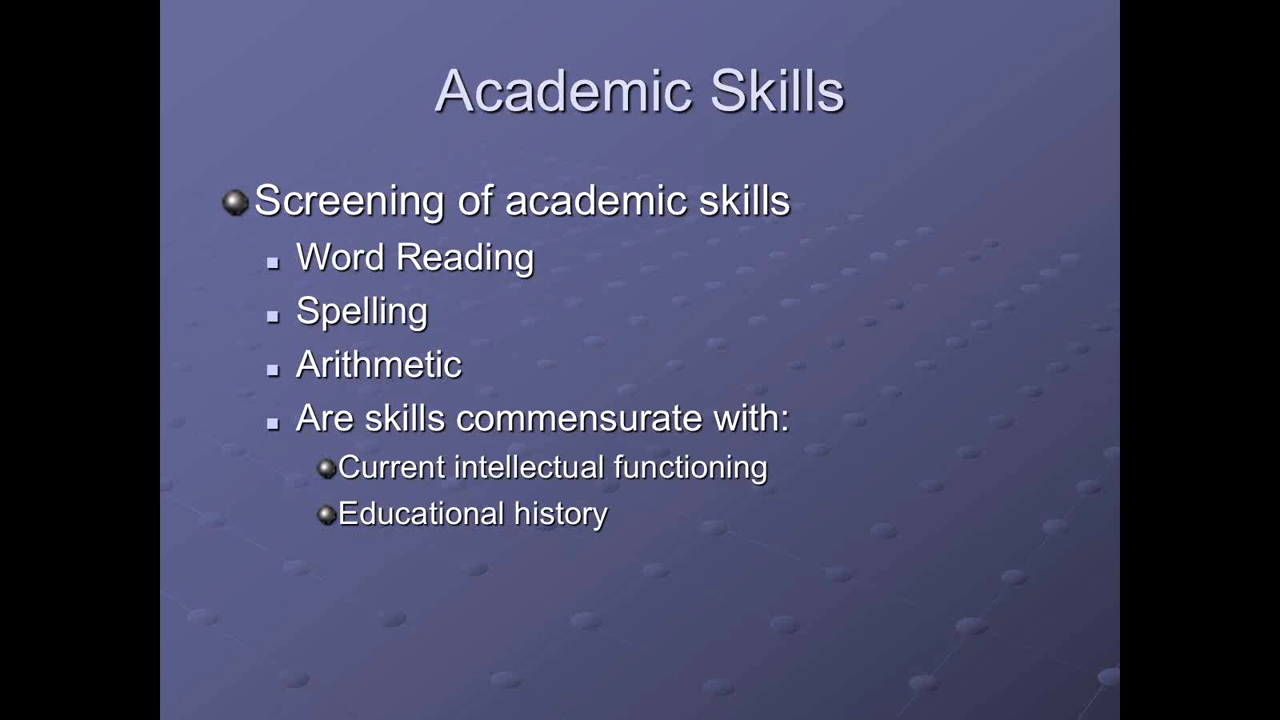 Academic Skills
Screening of academic skills
Word Reading
Spelling
Arithmetic
Are skills commensurate with:
Current intellectual functioning
Educational history